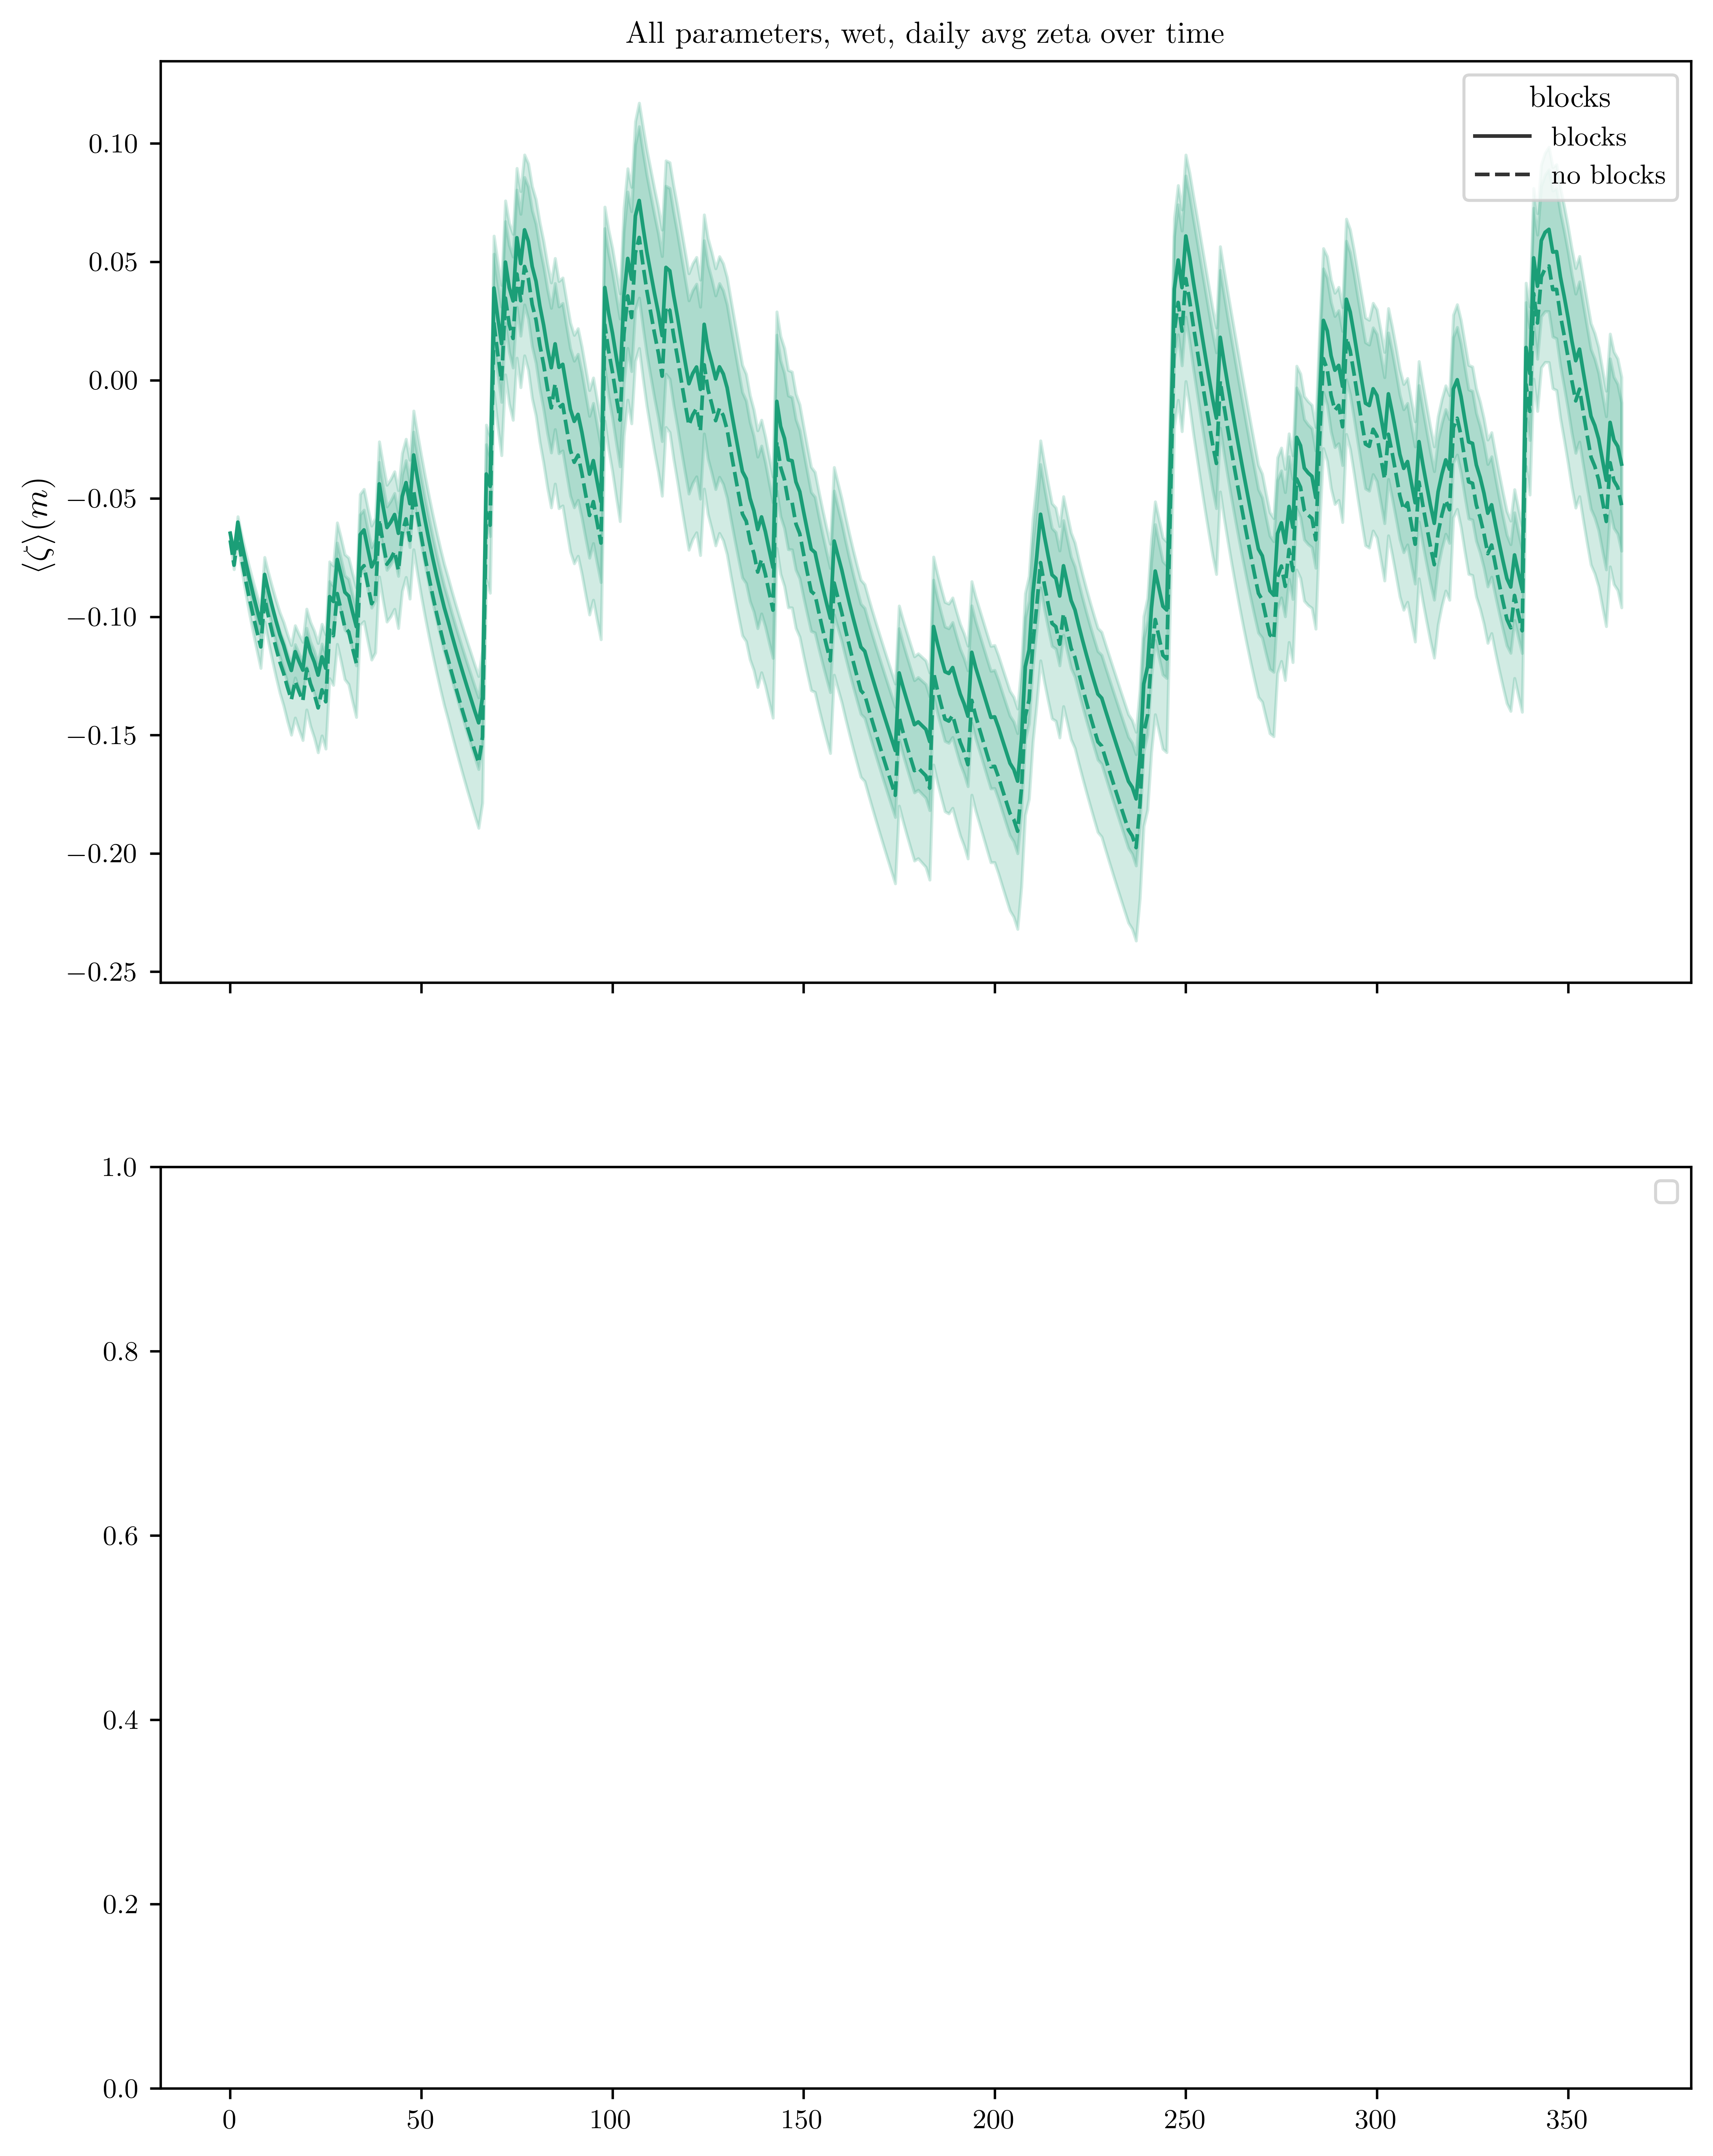 All parameters, wet, daily avg zeta over time
blocks
blocks
no blocks
⟨ζ⟩(m)
0.10
0.05
0.00
−0.05
−0.10
−0.15
−0.20
−0.25
1.0
0.8
0.6
0.4
0.2
0.0
0 50 100 150 200 250 300 350